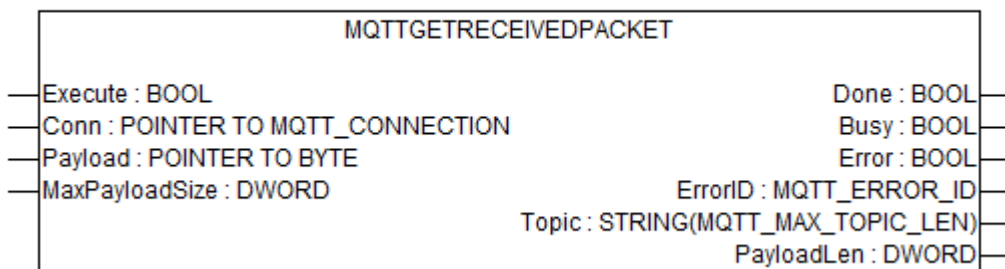 MQTTGETRECEIVEDPACKET
Execute : BOOL Done : BOOL
Conn : POINTER TO MQTT_CONNECTION Busy : BOOL
Payload : POINTER TO BYTE Error : BOOL
MaxPayloadSize : DWORD ErrorID : MQTT_ERROR_ID
Topic : STRING(MQTT_MAX_TOPIC_LEN)
PayloadLen : DWORD